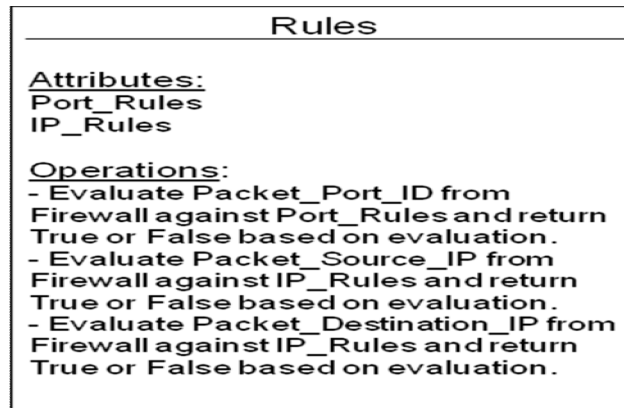 Rules
Attributes:
Port_Rules
IP_Rules
Operations:
- Evaluate Packet_Port_ID from
Firewall against Port_Rules and return
True or False based on evaluation.
- Evaluate Packet_Source_IP from
Firewall against IP_Rules and return
True or False based on evaluation.
- Evaluate Packet_Destination_IP from
Firewall against IP_Rules and return
True or False based on evaluation.